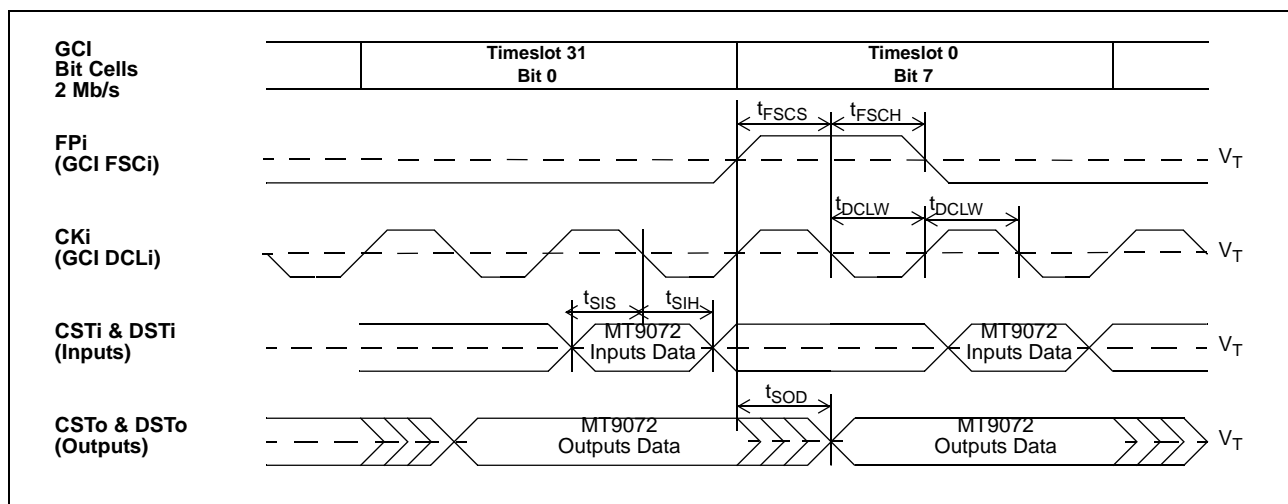 GCI
Bit Cells
2 Mb/s
Timeslot 31
Bit 0
Timeslot 0
Bit 7
FPi
(GCI FSCi)
tFSCS
tFSCH
VT
CKi
(GCI DCLi)
tDCLW
tDCLW
VT
CSTi & DSTi
(Inputs)
tSIS
tSIH
MT9072
Inputs Data
MT9072
Inputs Data
VT
CSTo & DSTo
(Outputs)
MT9072
Outputs Data
tSOD
MT9072
Outputs Data
VT